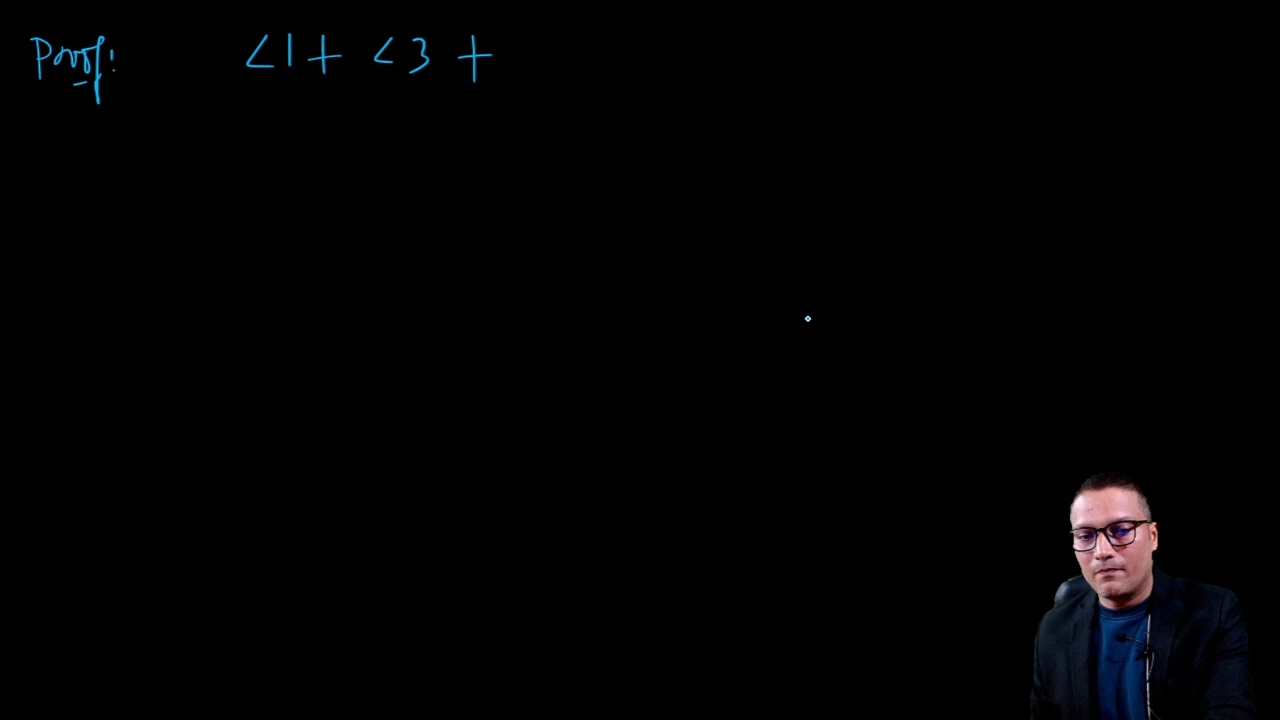 Proof: ∠1 + ∠3 +